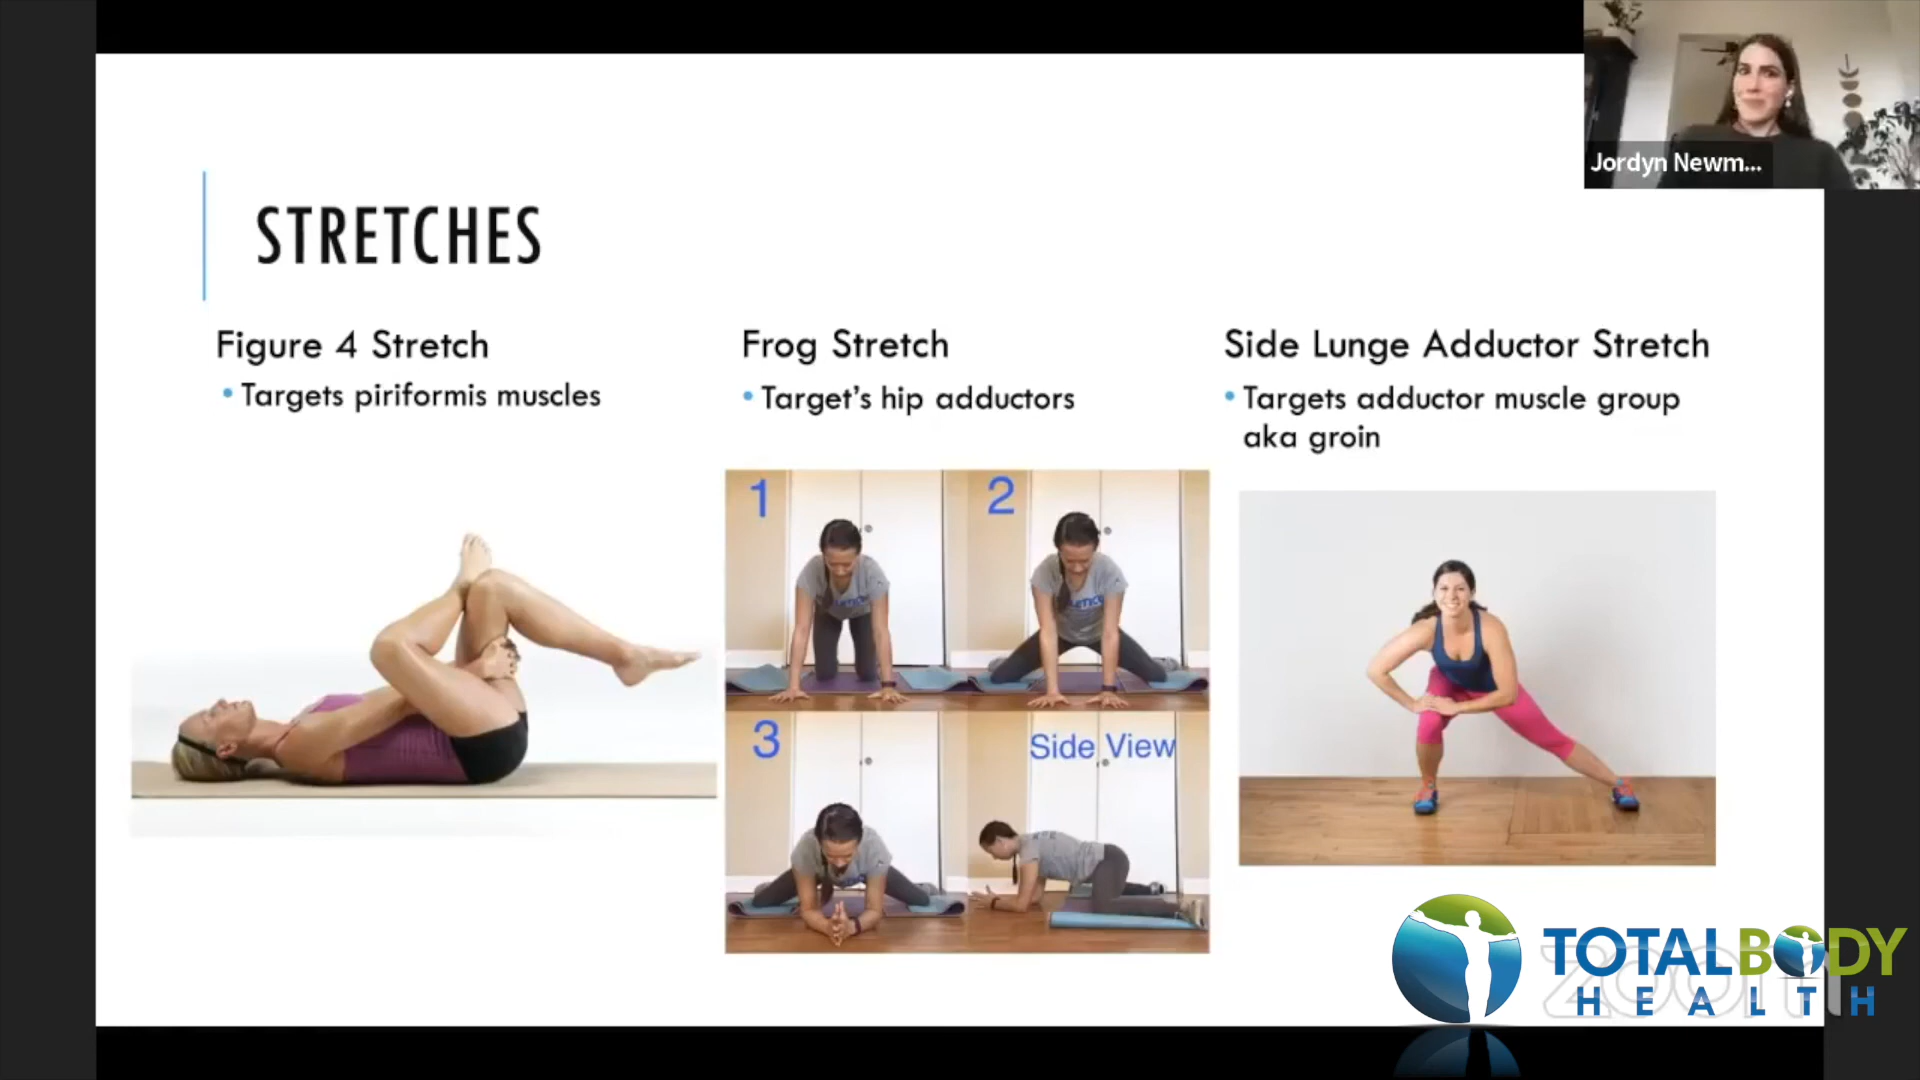 Jordyn Newm...
STRETCHES
Figure 4 Stretch
• Targets piriformis muscles
Frog Stretch
• Target’s hip adductors
Side Lunge Adductor Stretch
• Targets adductor muscle group
aka groin
1
2
3
Side View
TOTALBODY
HEALTH
zoom